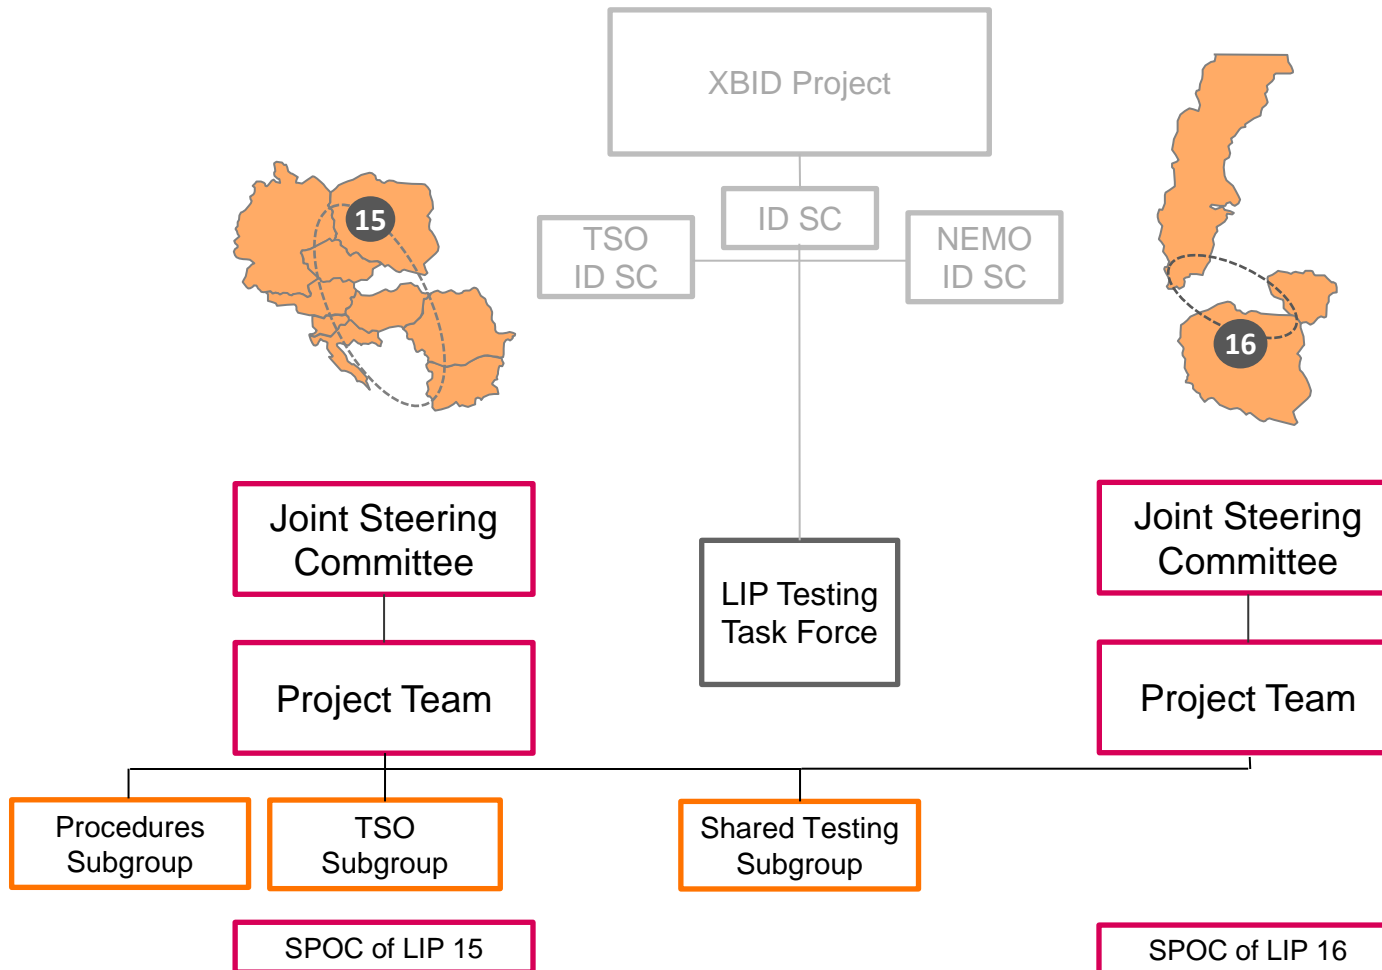 XBID Project
15
ID SC
TSO
ID SC
NEMO
ID SC
16
Joint Steering
Committee
LIP Testing
Task Force
Joint Steering
Committee
Project Team
Project Team
Procedures
Subgroup
TSO
Subgroup
Shared Testing
Subgroup
SPOC of LIP 15
SPOC of LIP 16